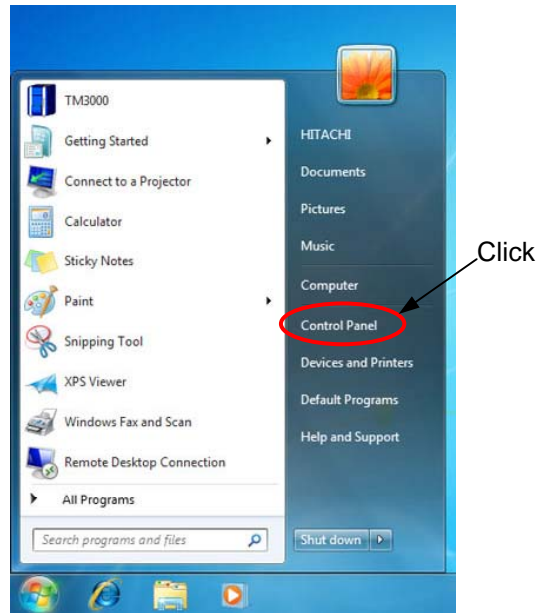 TM3000
Getting Started
Connect to a Projector
Calculator
Sticky Notes
Paint
Snipping Tool
XPS Viewer
Windows Fax and Scan
Remote Desktop Connection
All Programs
Search programs and files
HITACHI
Documents
Pictures
Music
Computer
Control Panel
Devices and Printers
Default Programs
Help and Support
Shut down
Click